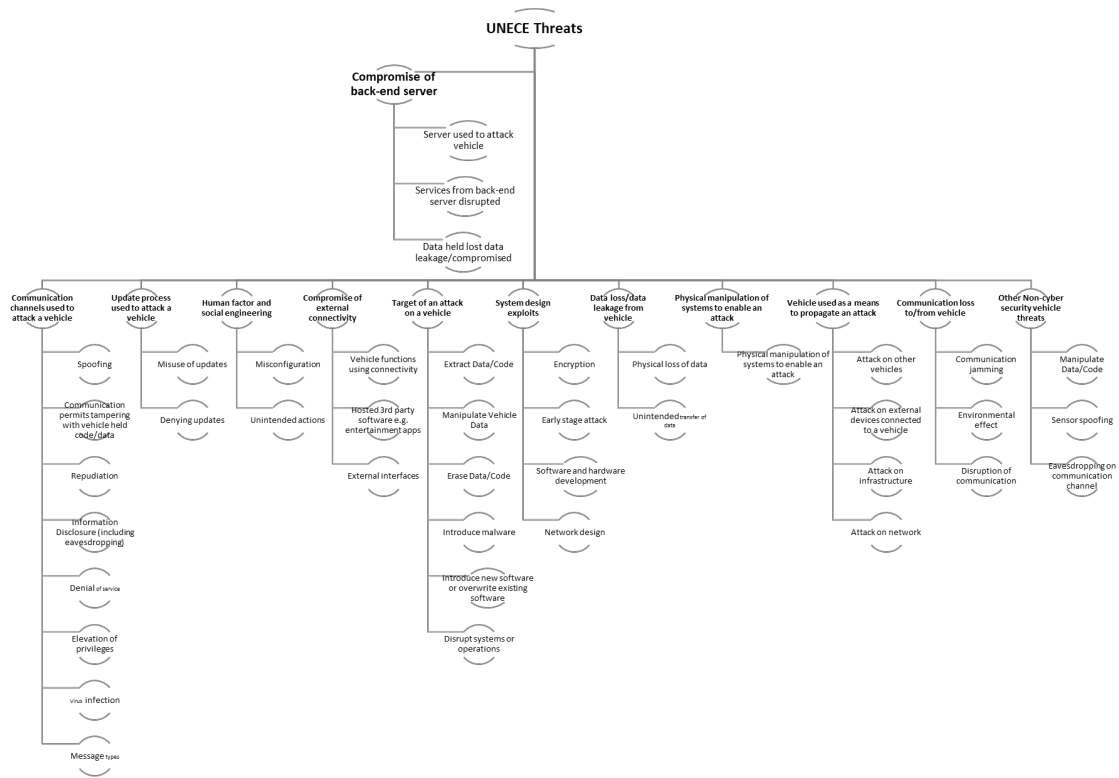 UNECE Threats
Compromise of
back-end server
Server used to attack
vehicle
Services from back-end
server disrupted
Data held lost data
leakage/compromised
Communication
channels used to
attack a vehicle
Spoofing
Communication
permits tampering
with vehicle held
code/data
Repudiation
Information
Disclosure (including
eavesdropping)
Denial of service
Elevation of
privileges
Virus infection
Message types
Update process
used to attack a
vehicle
Misuse of updates
Denying updates
Human factor and
social engineering
Misconfiguration
Unintended actions
Compromise of
external
connectivity
Vehicle functions
using connectivity
Hosted 3rd party
software e.g.
entertainment apps
External interfaces
Target of an attack
on a vehicle
Extract Data/Code
Manipulate Vehicle
Data
Erase Data/Code
Introduce malware
Introduce new software
or overwrite existing
software
Disrupt systems or
operations
System design
exploits
Encryption
Early stage attack
Software and hardware
development
Network design
Data loss/data
leakage from
vehicle
Physical loss of data
Unintended transfer of
data
Physical manipulation of
systems to enable an
attack
Physical manipulation of
systems to enable an
attack
Vehicle used as a means
to propagate an attack
Attack on other
vehicles
Attack on external
devices connected
to a vehicle
Attack on
infrastructure
Attack on network
Communication loss
to/from vehicle
Communication
jamming
Environmental
effect
Disruption of
communication
Other Non-cyber
security vehicle
threats
Manipulate
Data/Code
Sensor spoofing
Eavesdropping on
communication
channel